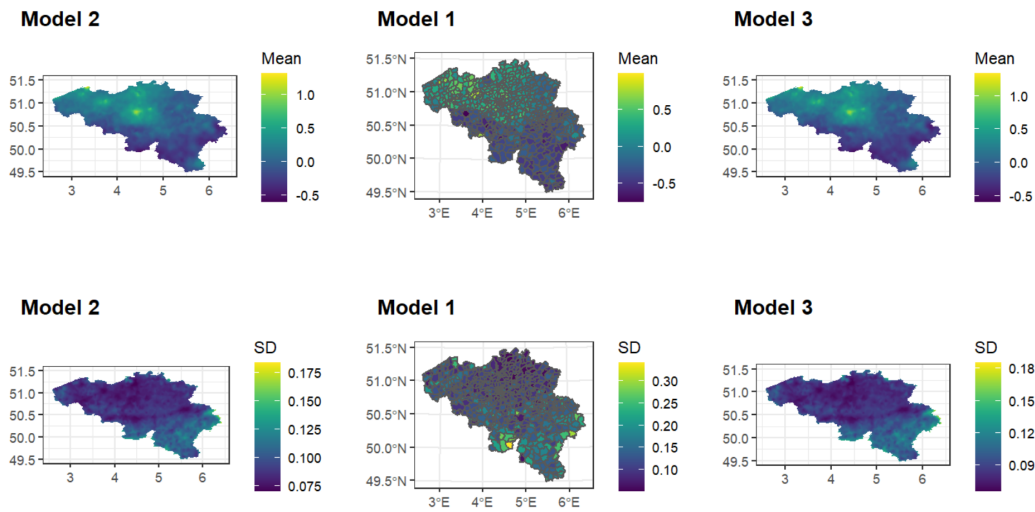 Model 2
Mean
51.5
51.0
50.5
50.0
49.5
3 4 5 6
1.0
0.5
0.0
-0.5
Model 1
Mean
51.5°N
51.0°N
50.5°N
50.0°N
49.5°N
3°E 4°E 5°E 6°E
0.5
0.0
-0.5
Model 3
Mean
51.5
51.0
50.5
50.0
49.5
3 4 5 6
1.0
0.5
0.0
-0.5
Model 2
SD
51.5
51.0
50.5
50.0
49.5
3 4 5 6
0.175
0.150
0.125
0.100
0.075
Model 1
SD
51.5°N
51.0°N
50.5°N
50.0°N
49.5°N
3°E 4°E 5°E 6°E
0.30
0.25
0.20
0.15
0.10
Model 3
SD
51.5
51.0
50.5
50.0
49.5
3 4 5 6
0.18
0.15
0.12
0.09